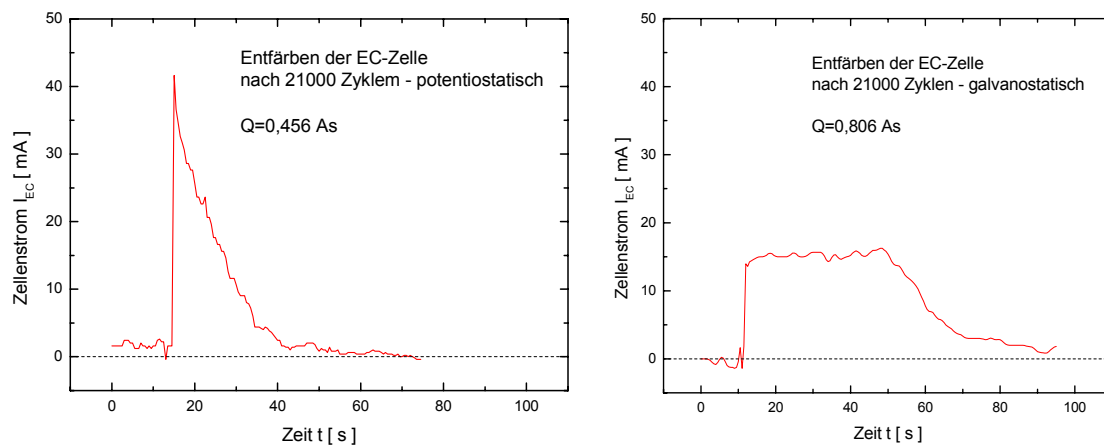 50
40
30
20
10
0
Zellenstrom I_EC [ mA ]
Entfärben der EC-Zelle
nach 21000 Zyklem - potentiostatisch
Q=0,456 As
0 20 40 60 80 100
Zeit t [ s ]
50
40
30
20
10
0
Zellenstrom I_EC [ mA ]
Entfärben der EC-Zelle
nach 21000 Zyklen - galvanostatisch
Q=0,806 As
0 20 40 60 80 100
Zeit t [ s ]